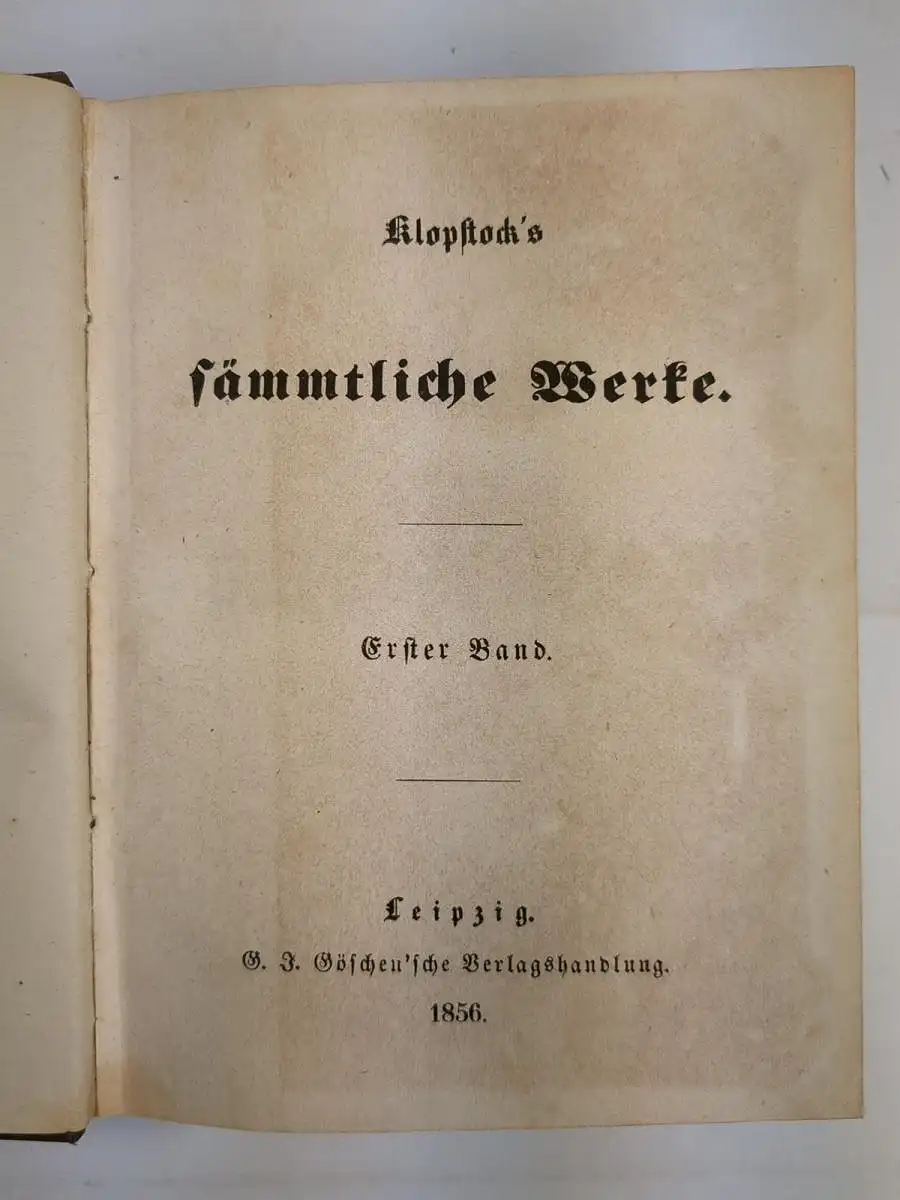 Klopstock's
sämmtliche Werke.
Erster Band.
Leipzig.
G. J. Göschen'sche Verlagshandlung.
1856.